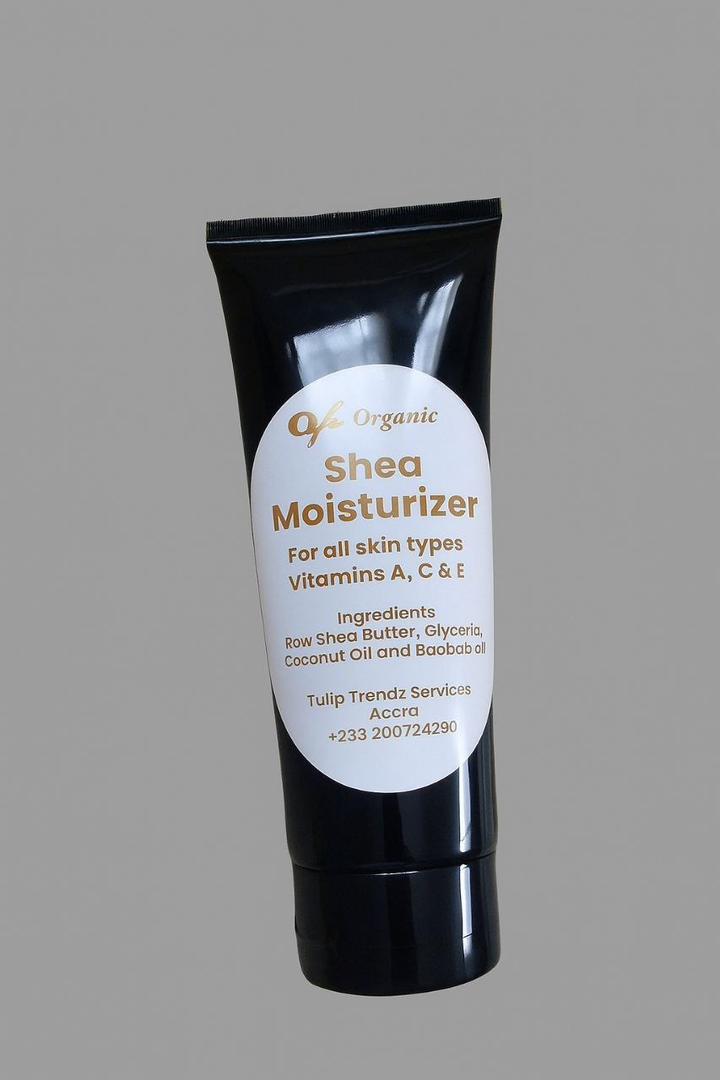 Organic
Shea
Moisturizer
For all skin types
Vitamins A, C & E
Ingredients
Row Shea Butter, Glyceria,
Coconut Oil and Baobab oil
Tulip Trendz Services
Accra
+233 200724290